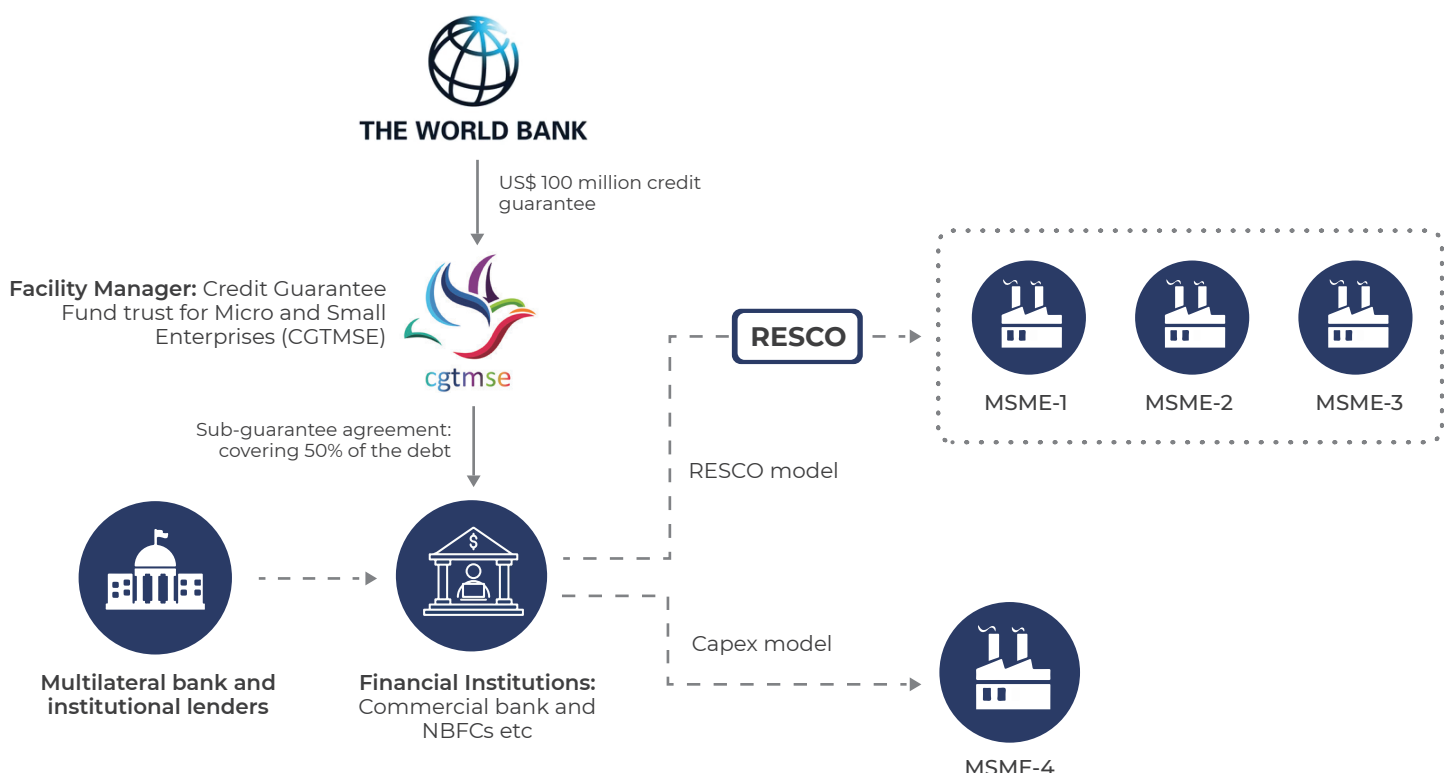 THE WORLD BANK
US$ 100 million credit
guarantee
Facility Manager: Credit Guarantee
Fund trust for Micro and Small
Enterprises (CGTMSE)
cgtmse
RESCO
MSME-1
MSME-2
MSME-3
Sub-guarantee agreement:
covering 50% of the debt
RESCO model
$
Capex model
Multilateral bank and
institutional lenders
Financial Institutions:
Commercial bank and
NBFCs etc
MSME-4